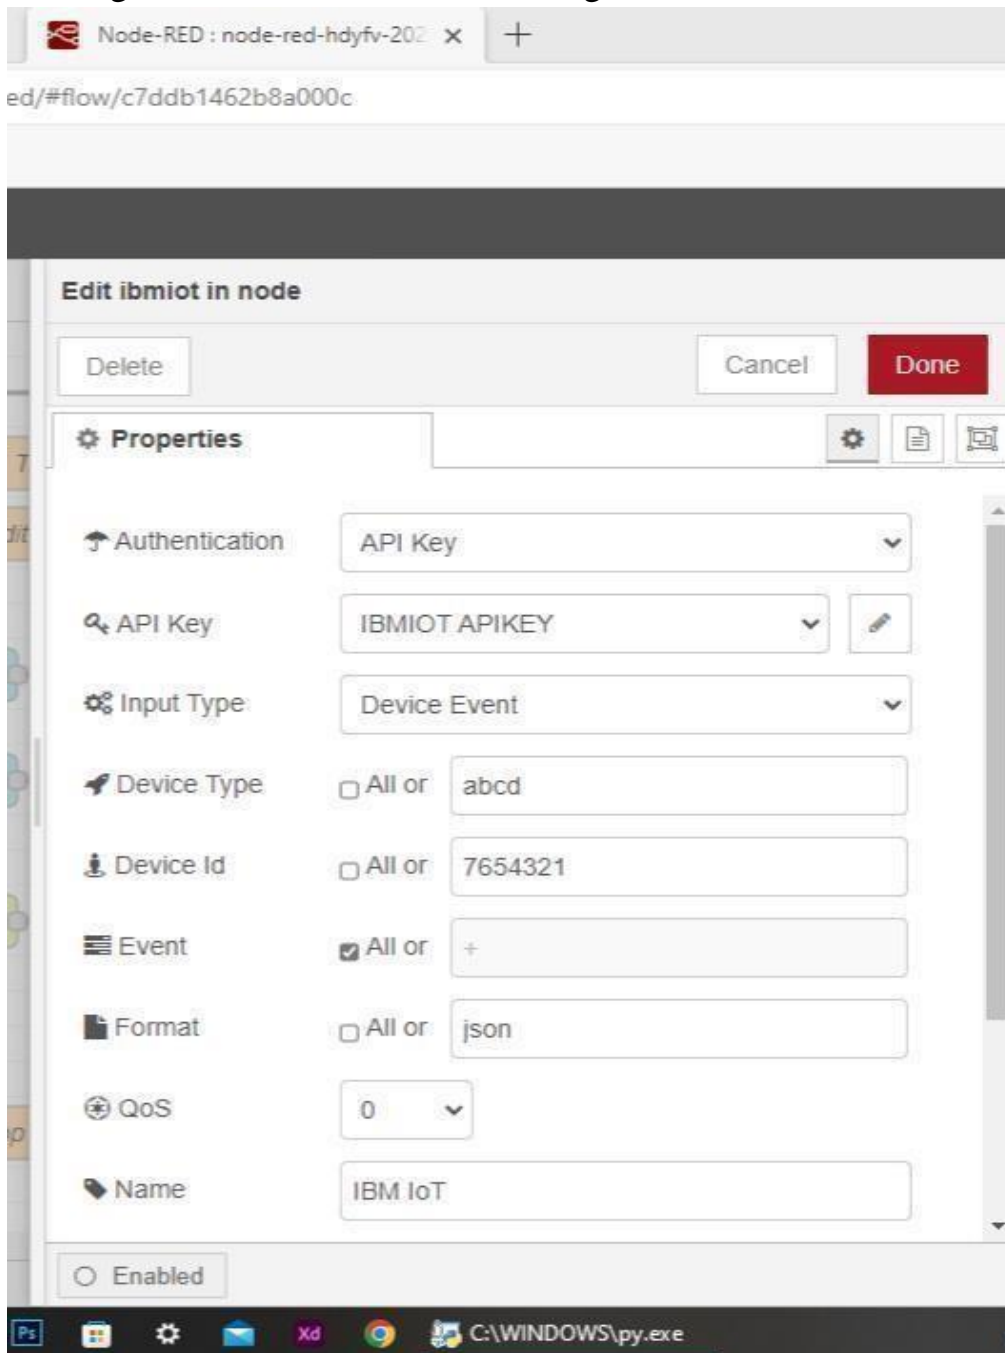 Node-RED : node-red-hdyfv-202
ed/#flow/c7ddb1462b8a000c
Edit ibmiot in node
Delete
Cancel
Done
Properties
Authentication
API Key
API Key
IBMIOT APIKEY
Input Type
Device Event
Device Type
All or
abcd
Device Id
All or
7654321
Event
All or
+
Format
All or
json
QoS
0
Name
IBM IoT
Enabled
Ps
Xd
C:\WINDOWS\py.exe